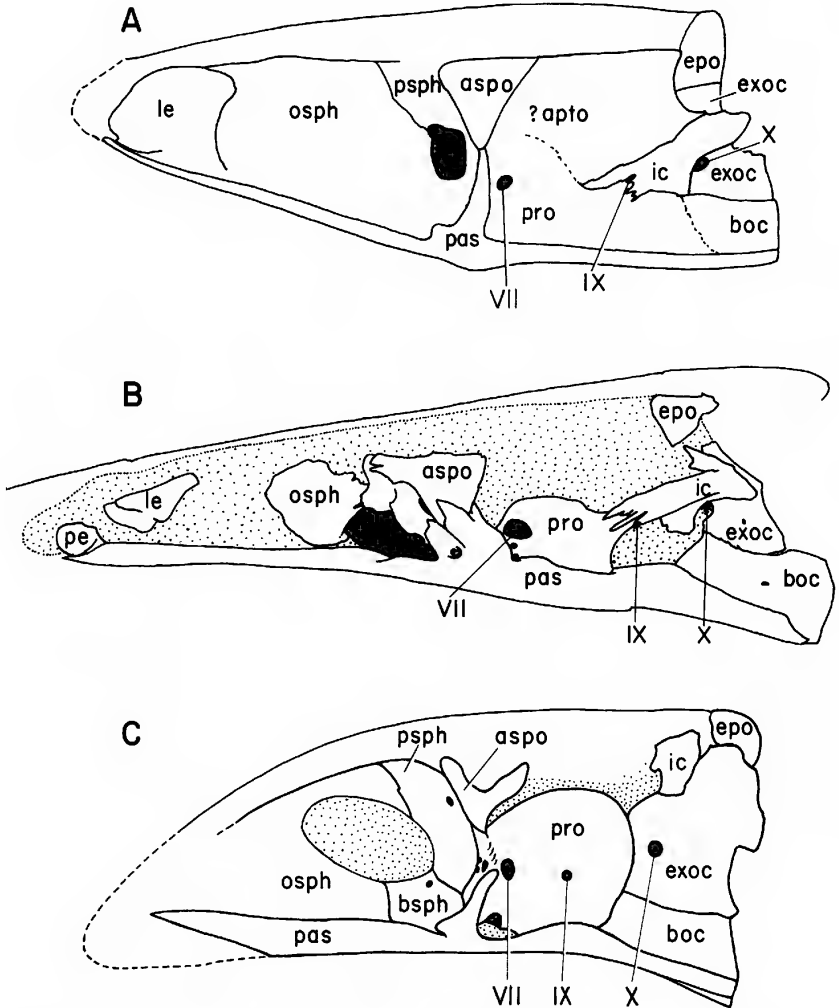 A
le
osph
psph
aspo
? apto
epo
exoc
X
ic
exoc
pro
boc
pas
VII
IX
B
epo
le
osph
aspo
ic
pro
exoc
pe
pas
boc
VII
IX
X
C
psph
aspo
epo
ic
pro
osph
exoc
bsph
pas
boc
VII
IX
X